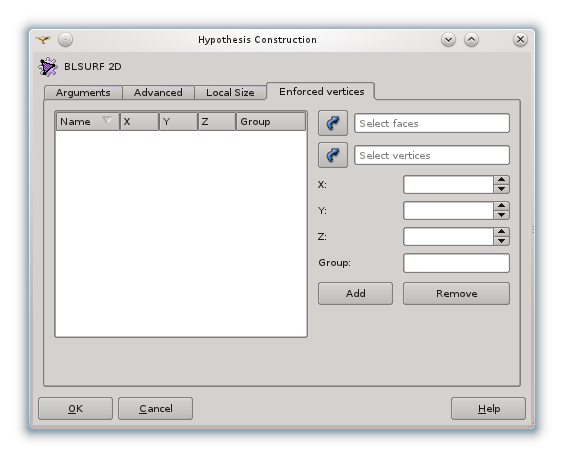 Hypothesis Construction
BLSURF 2D
Arguments Advanced Local Size Enforced vertices
Name X Y Z Group
Select faces
Select vertices
X:
Y:
Z:
Group:
Add Remove
OK Cancel Help